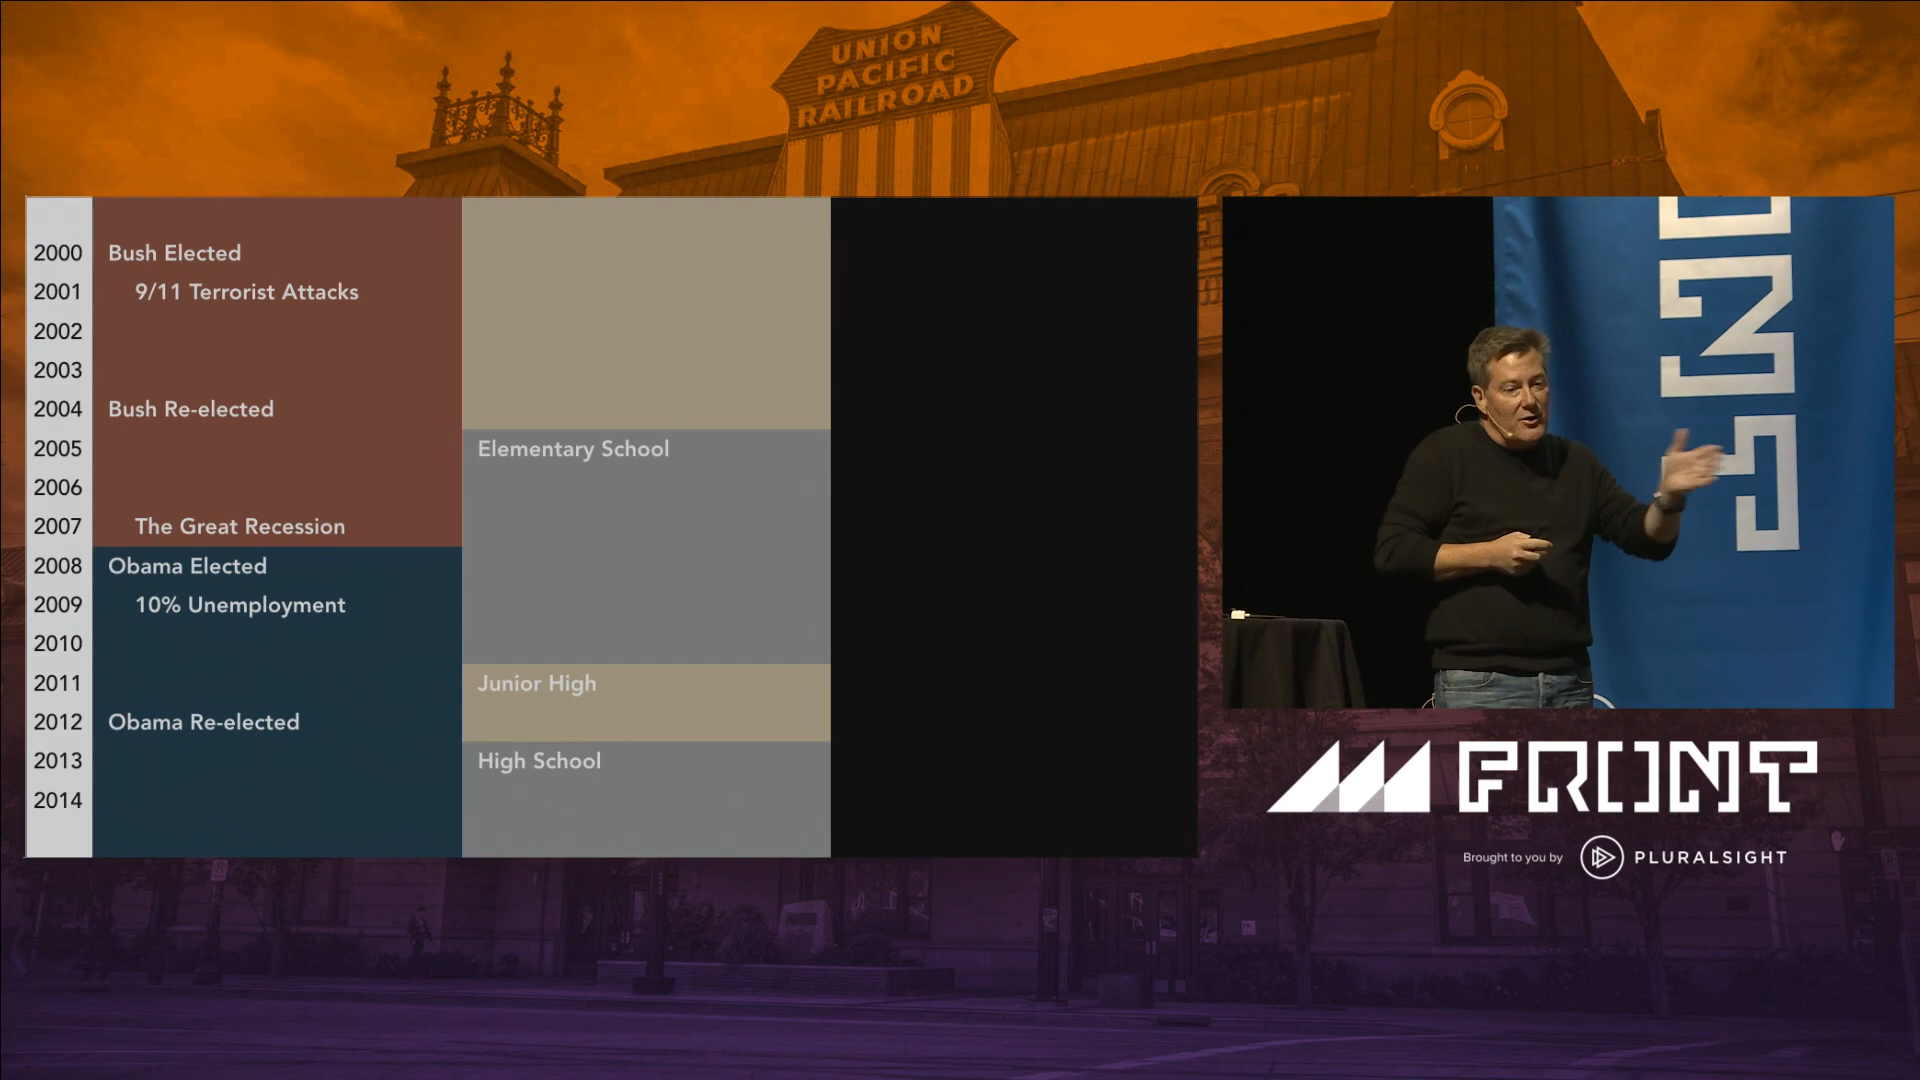 UNION
PACIFIC
RAILROAD
2000 Bush Elected
2001 9/11 Terrorist Attacks
2002
2003
2004 Bush Re-elected
2005 Elementary School
2006
2007 The Great Recession
2008 Obama Elected
2009 10% Unemployment
2010
2011 Junior High
2012 Obama Re-elected
2013 High School
2014
ONT
FRONT
Brought to you by PLURALSIGHT